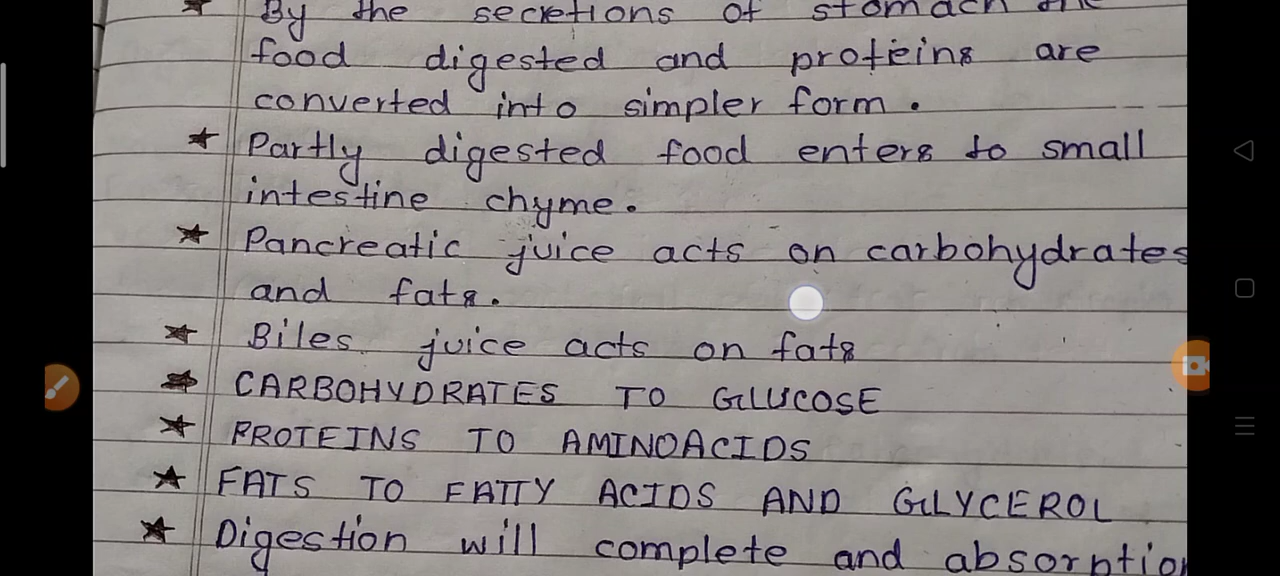 By the secretions of stomach the
food digested and proteins are
converted into simpler form.
Partly digested food enters to small
intestine chyme.
Pancreatic juice acts on carbohydrates
and fats.
Biles juice acts on fats
CARBOHYDRATES TO GLUCOSE
PROTEINS TO AMINOACIDS
FATS TO FATTY ACIDS AND GLYCEROL
Digestion will complete and absorption